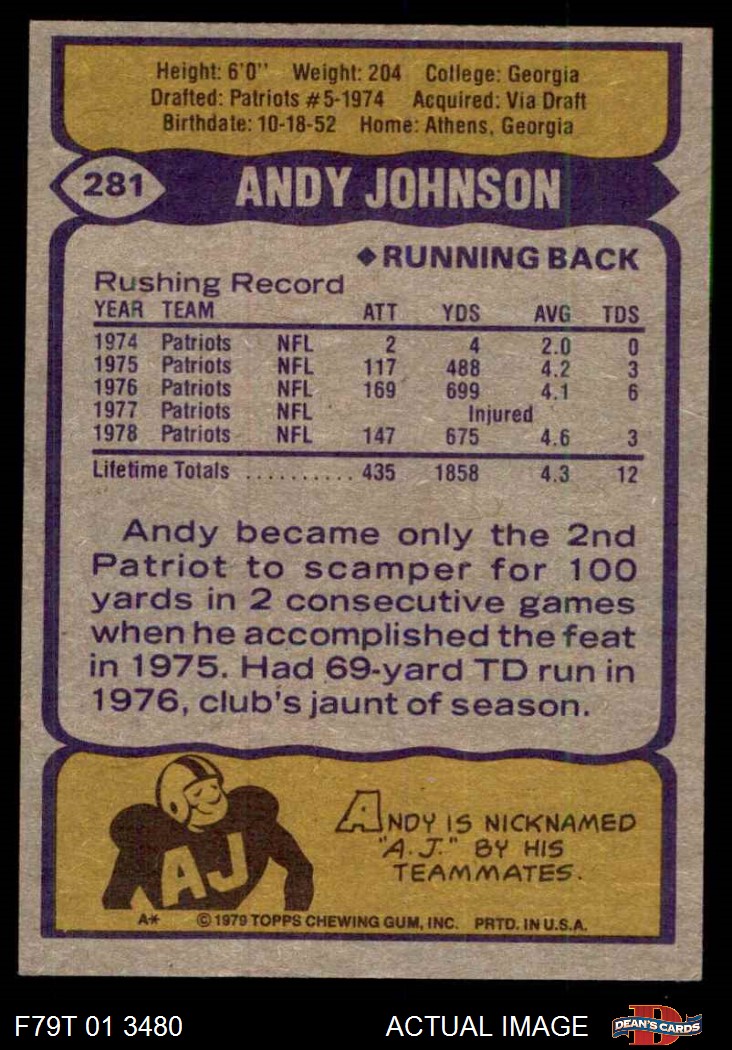 Height: 6'0" Weight: 204 College: Georgia
Drafted: Patriots #5-1974 Acquired: Via Draft
Birthdate: 10-18-52 Home: Athens, Georgia
281 ANDY JOHNSON
◆RUNNING BACK
Rushing Record
YEAR TEAM ATT YDS AVG TDS
1974 Patriots NFL 2 4 2.0 0
1975 Patriots NFL 117 488 4.2 3
1976 Patriots NFL 169 699 4.1 6
1977 Patriots NFL Injured
1978 Patriots NFL 147 675 4.6 3
Lifetime Totals .......... 435 1858 4.3 12
Andy became only the 2nd
Patriot to scamper for 100
yards in 2 consecutive games
when he accomplished the feat
in 1975. Had 69-yard TD run in
1976, club's jaunt of season.
AJ
ANDY IS NICKNAMED
"A.J." BY HIS
TEAMMATES.
A* ©1979 TOPPS CHEWING GUM, INC. PRTD. IN U.S.A.
F79T 01 3480 ACTUAL IMAGE D DEAN'S CARDS